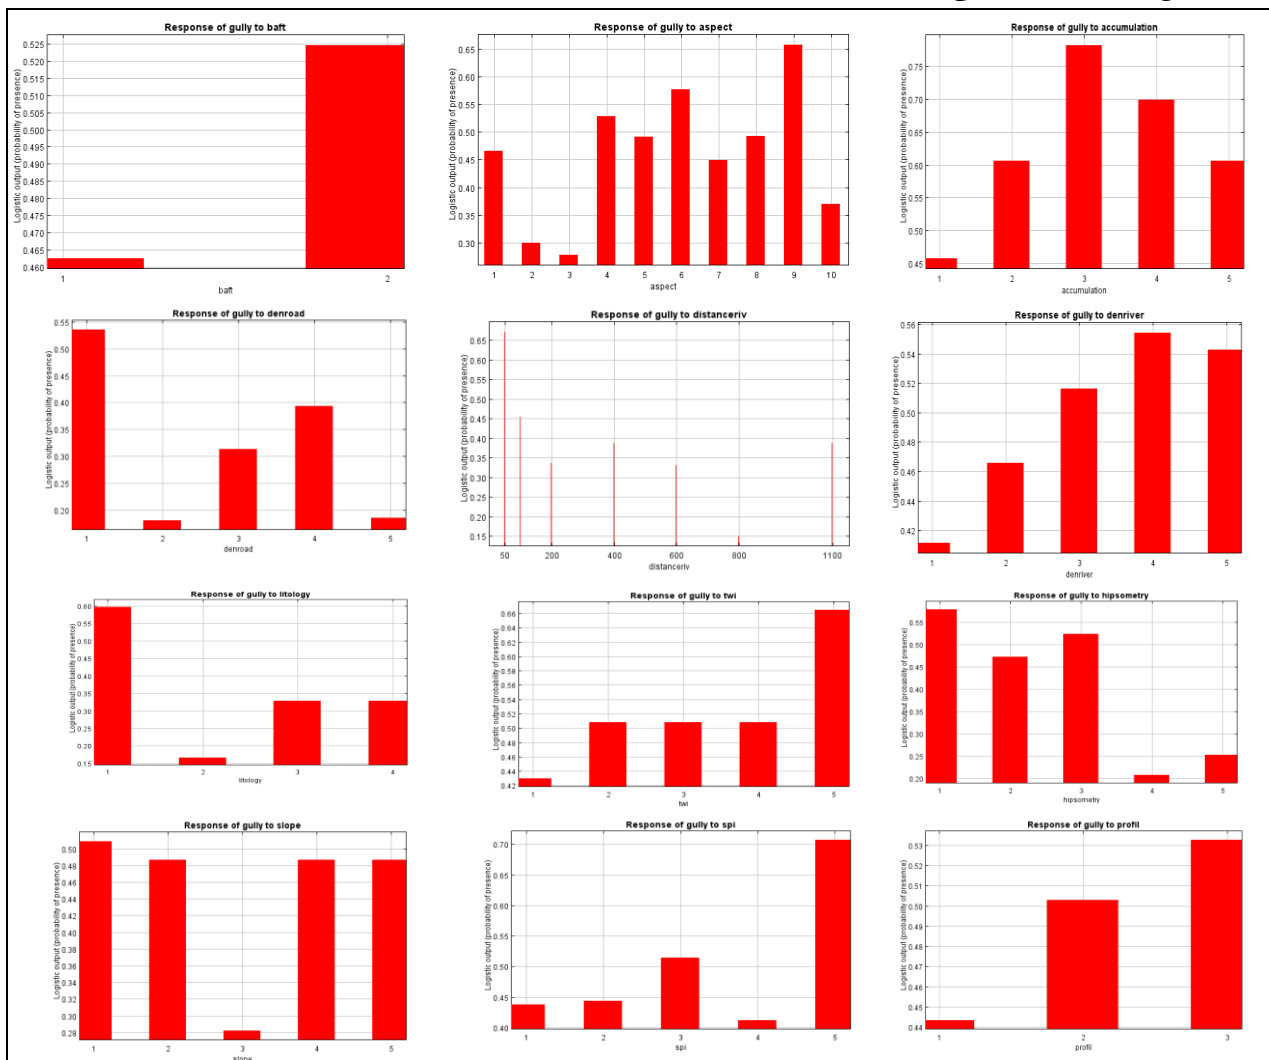 Response of gully to baft
Logistic output (probability of presence)
0.525
0.520
0.515
0.510
0.505
0.500
0.495
0.490
0.485
0.480
0.475
0.470
0.465
0.460
1 2
baft
Response of gully to aspect
Logistic output (probability of presence)
0.65
0.60
0.55
0.50
0.45
0.40
0.35
0.30
1 2 3 4 5 6 7 8 9 10
aspect
Response of gully to accumulation
Logistic output (probability of presence)
0.75
0.70
0.65
0.60
0.55
0.50
0.45
1 2 3 4 5
accumulation
Response of gully to denroad
Logistic output (probability of presence)
0.55
0.50
0.45
0.40
0.35
0.30
0.25
0.20
1 2 3 4 5
denroad
Response of gully to distanceriv
Logistic output (probability of presence)
0.65
0.60
0.55
0.50
0.45
0.40
0.35
0.30
0.25
0.20
0.15
50 200 400 600 800 1100
distanceriv
Response of gully to denriver
Logistic output (probability of presence)
0.56
0.54
0.52
0.50
0.48
0.46
0.44
0.42
1 2 3 4 5
denriver
Response of gully to litology
Logistic output (probability of presence)
0.60
0.55
0.50
0.45
0.40
0.35
0.30
0.25
0.20
0.15
1 2 3 4
litology
Response of gully to twi
Logistic output (probability of presence)
0.66
0.64
0.62
0.60
0.58
0.56
0.54
0.52
0.50
0.48
0.46
0.44
0.42
1 2 3 4 5
twi
Response of gully to hipsometry
Logistic output (probability of presence)
0.55
0.50
0.45
0.40
0.35
0.30
0.25
0.20
1 2 3 4 5
hipsometry
Response of gully to slope
Logistic output (probability of presence)
0.50
0.48
0.46
0.44
0.42
0.40
0.38
0.36
0.34
0.32
0.30
0.28
1 2 3 4 5
slope
Response of gully to spi
Logistic output (probability of presence)
0.70
0.65
0.60
0.55
0.50
0.45
0.40
1 2 3 4 5
spi
Response of gully to profil
Logistic output (probability of presence)
0.53
0.52
0.51
0.50
0.49
0.48
0.47
0.46
0.45
0.44
1 2 3
profil